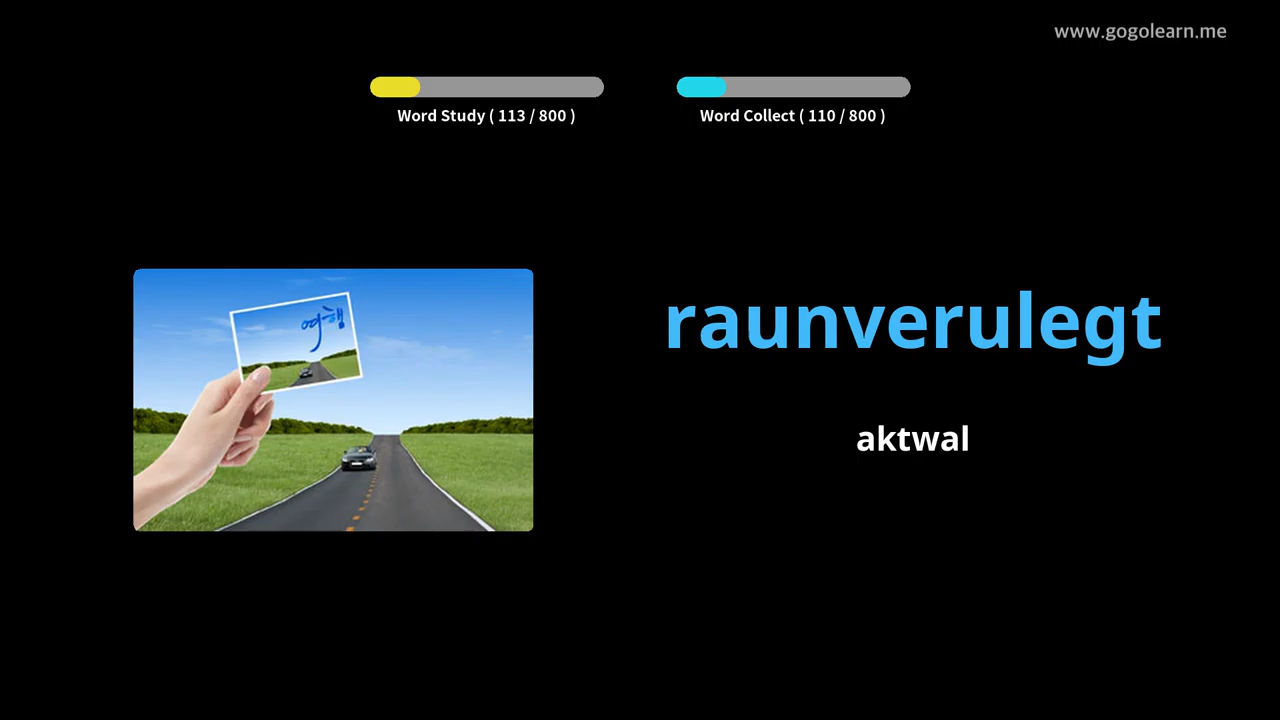 www.gogolearn.me
Word Study ( 113 / 800 )
Word Collect ( 110 / 800 )
여행
raunverulegt
aktwal